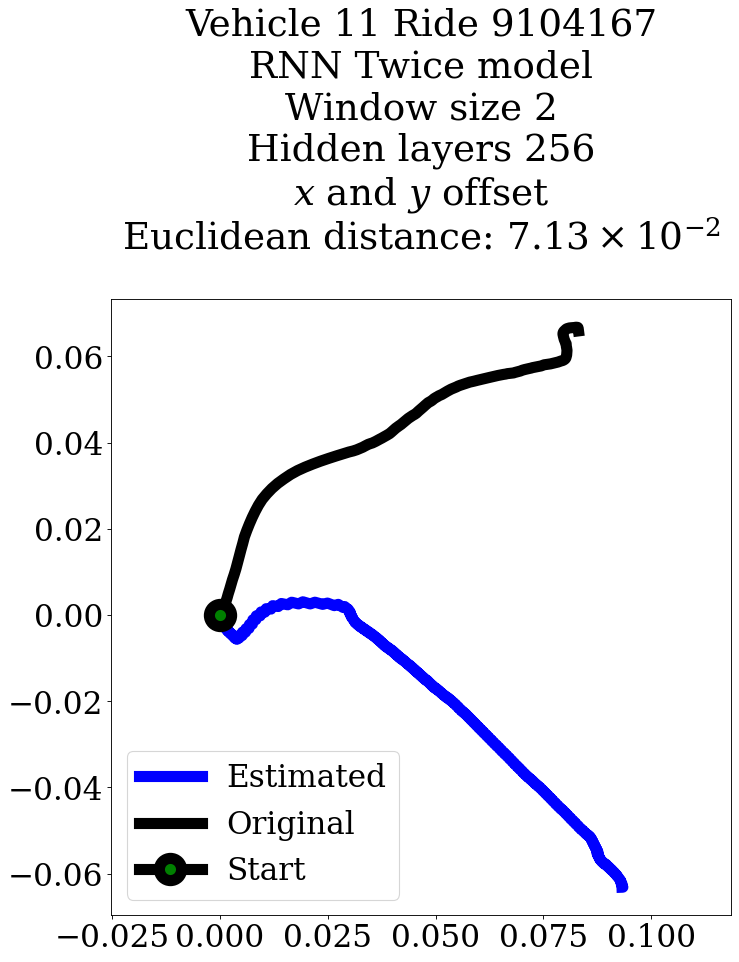 Vehicle 11 Ride 9104167
RNN Twice model
Window size 2
Hidden layers 256
x and y offset
Euclidean distance: 7.13 × 10⁻²
0.06
0.04
0.02
0.00
−0.02
−0.04
−0.06
Estimated
Original
Start
−0.025 0.000 0.025 0.050 0.075 0.100